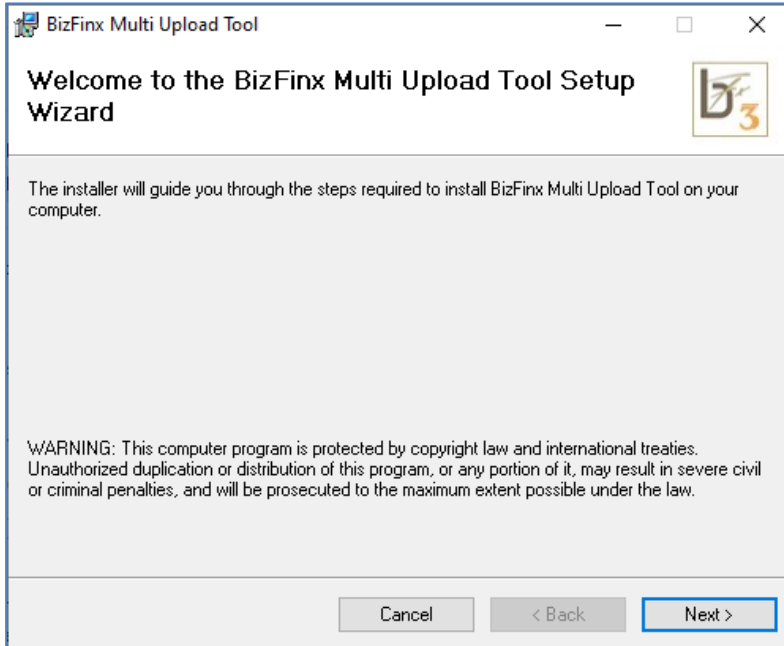 BizFinx Multi Upload Tool
Welcome to the BizFinx Multi Upload Tool Setup
Wizard
b Fx 3
The installer will guide you through the steps required to install BizFinx Multi Upload Tool on your
computer.
WARNING: This computer program is protected by copyright law and international treaties.
Unauthorized duplication or distribution of this program, or any portion of it, may result in severe civil
or criminal penalties, and will be prosecuted to the maximum extent possible under the law.
Cancel
< Back
Next >